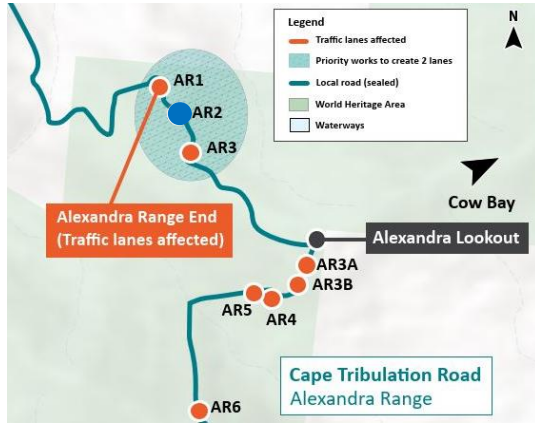 Legend
Traffic lanes affected
Priority works to create 2 lanes
Local road (sealed)
World Heritage Area
Waterways
N
AR1
AR2
AR3
Cow Bay
Alexandra Range End
(Traffic lanes affected)
Alexandra Lookout
AR3A
AR3B
AR5
AR4
Cape Tribulation Road
Alexandra Range
AR6